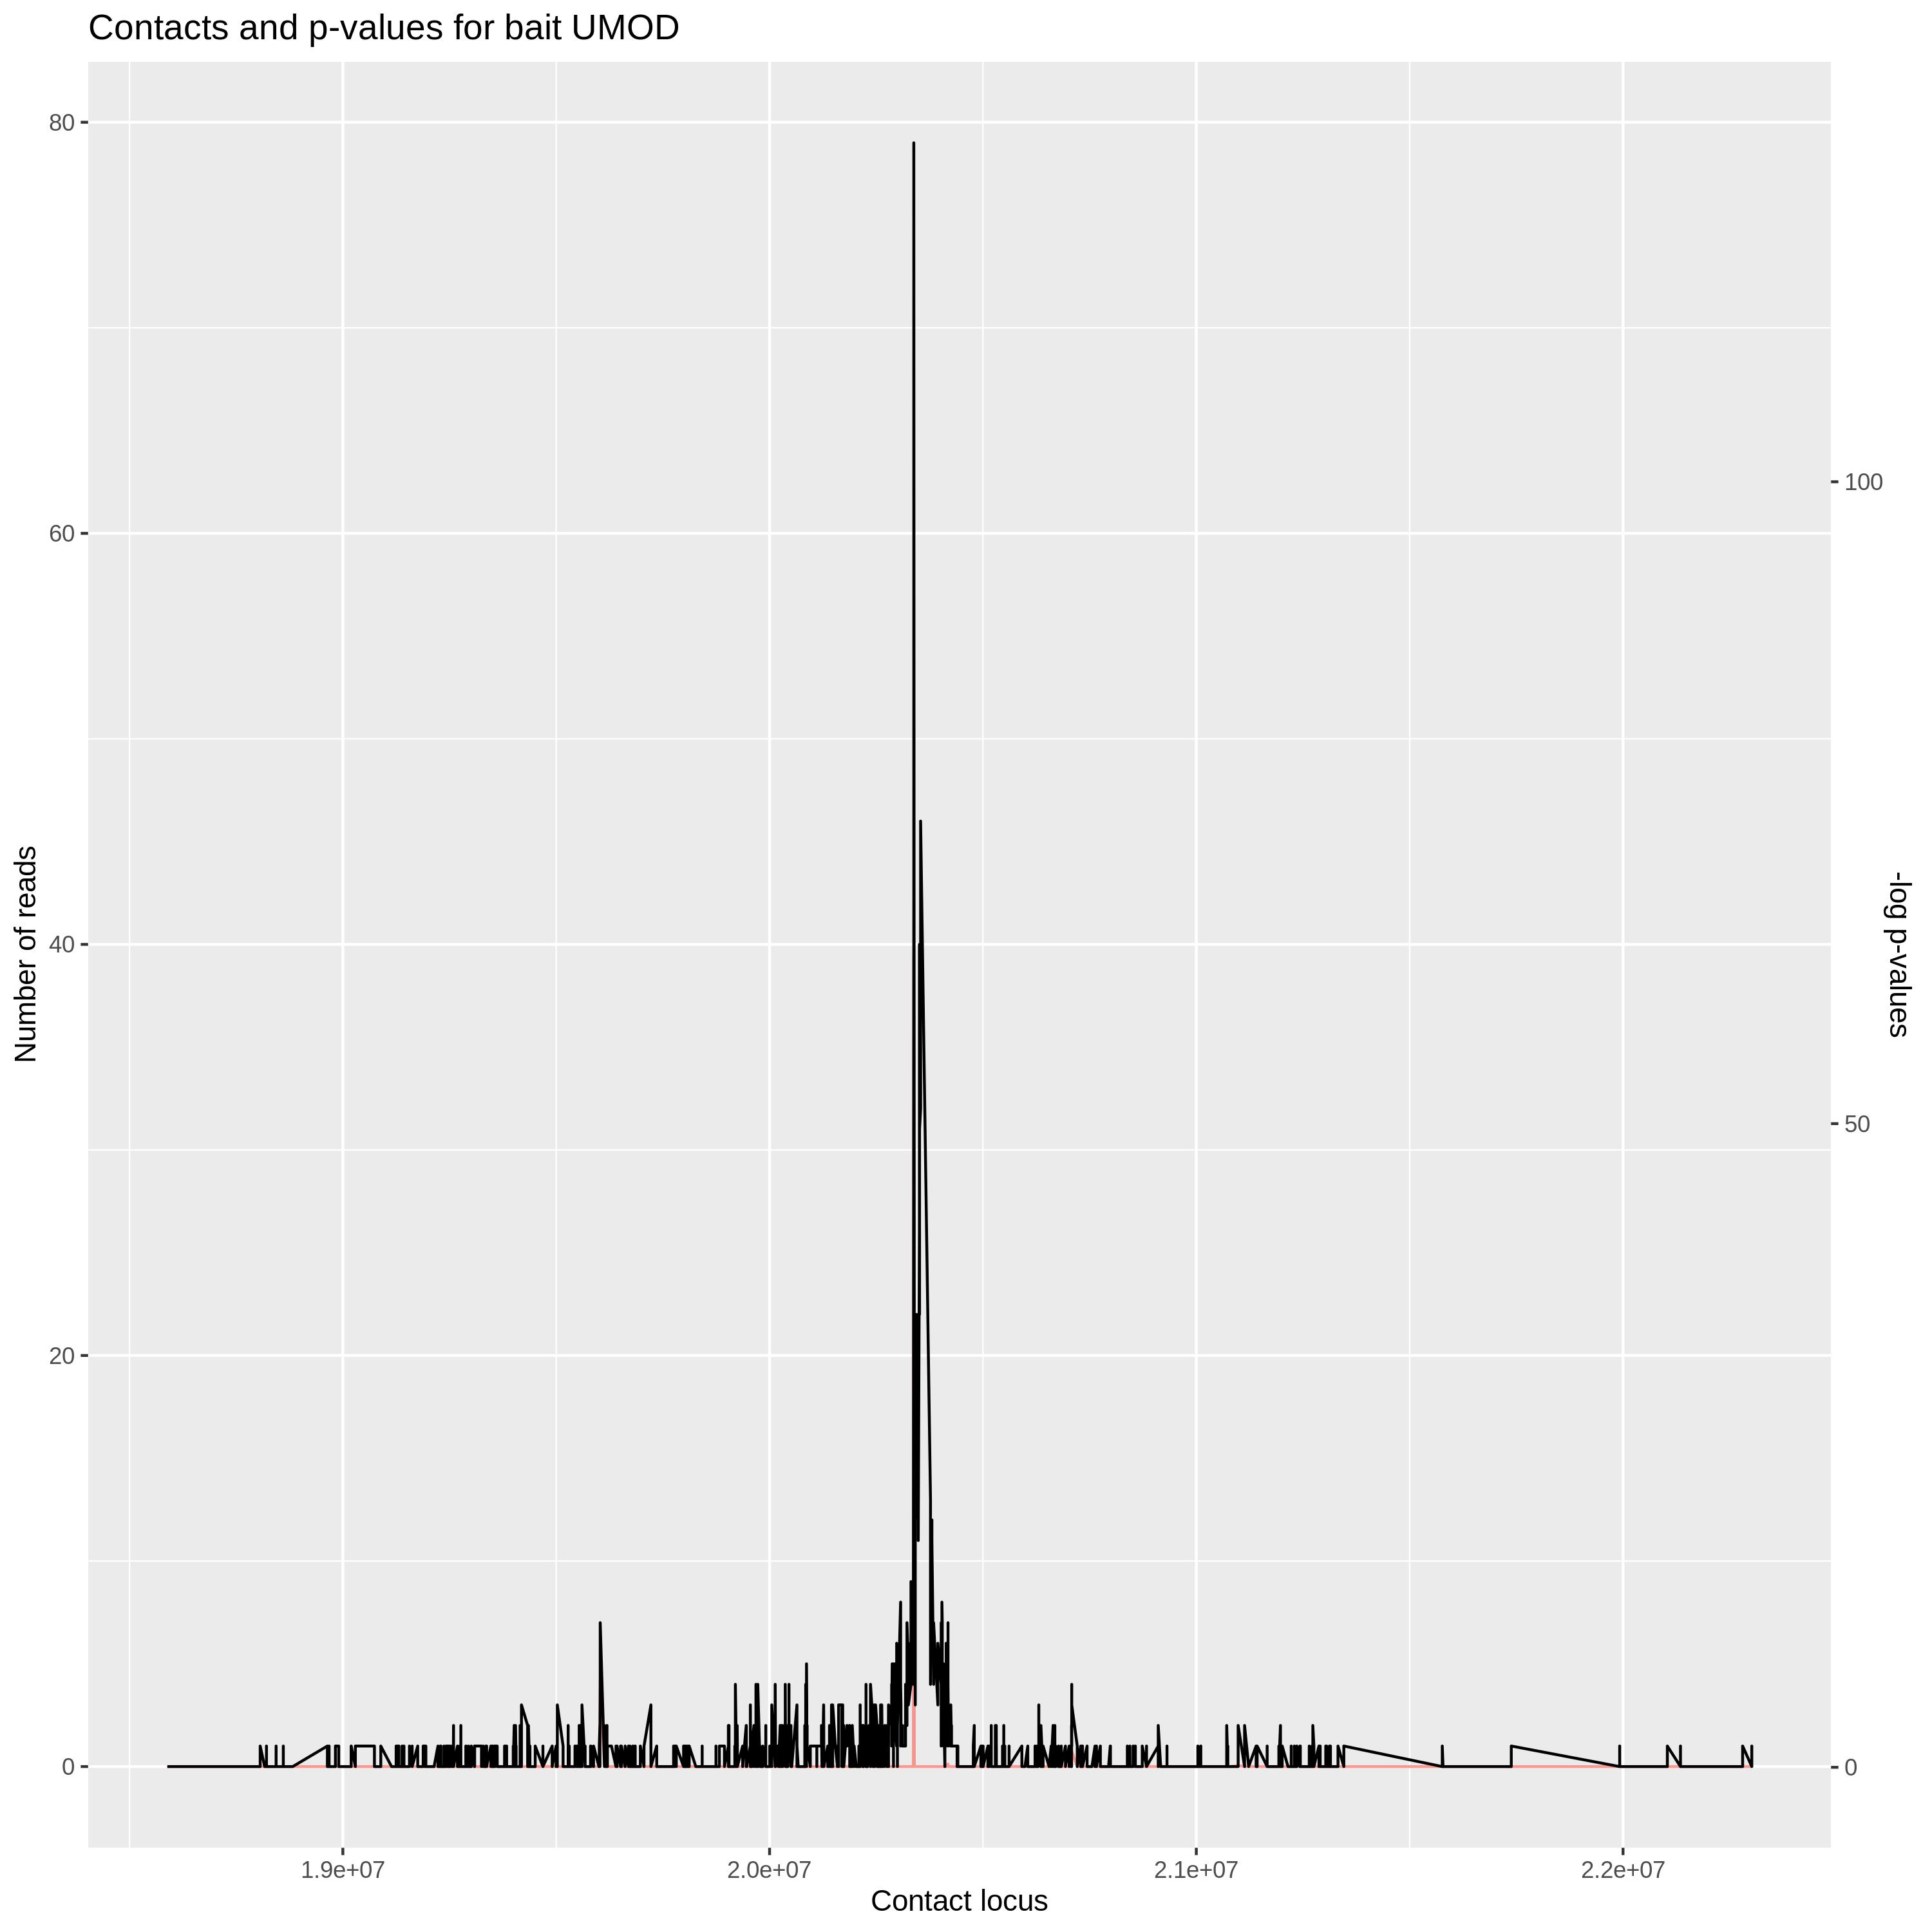 Contacts and p-values for bait UMOD
80
60
40
20
0
Number of reads
100
50
0
-log p-values
1.9e+07
2.0e+07
2.1e+07
2.2e+07
Contact locus